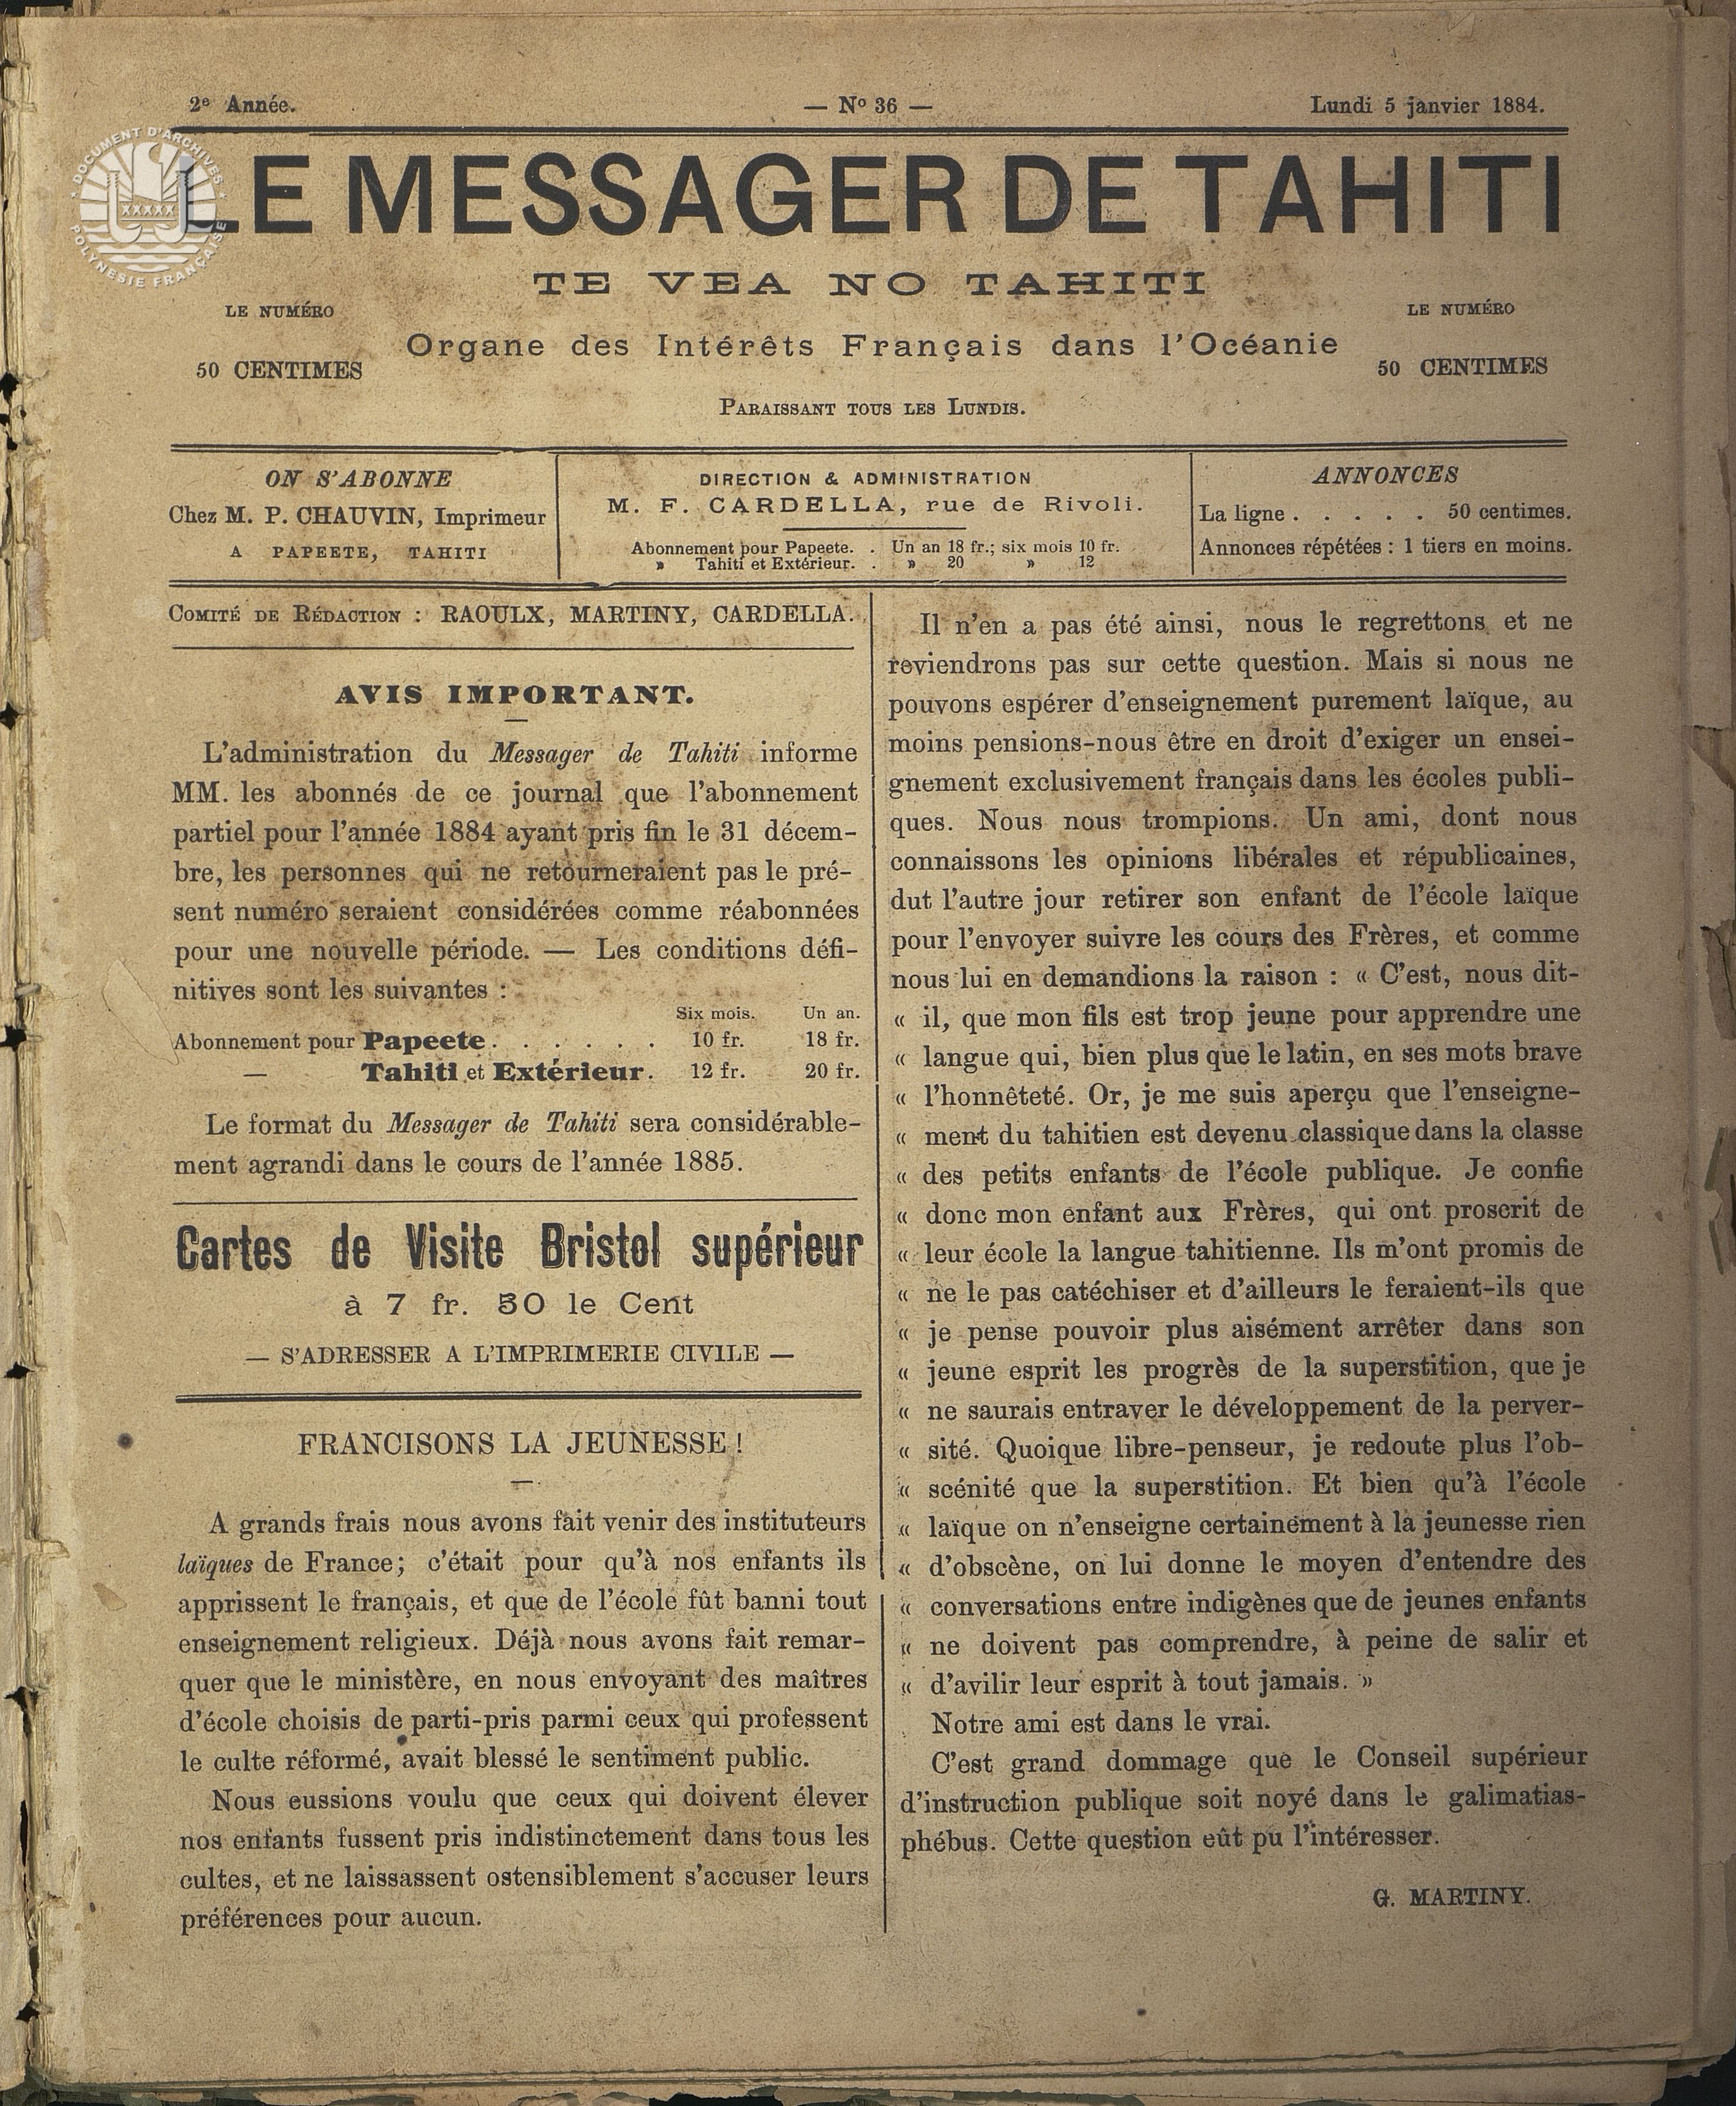 2e Année.
— No 36 —
Lundi 5 janvier 1884.
DOCUMENT D'ARCHIVES
POLYNESIE FRANÇAISE
LE MESSAGER DE TAHITI
TE VEA NO TAHITI
LE NUMÉRO
50 CENTIMES
Organe des Intérêts Français dans l'Océanie
LE NUMÉRO
50 CENTIMES
PARAISSANT TOUS LES LUNDIS.
ON S'ABONNE
Chez M. P. CHAUVIN, Imprimeur
A PAPEETE, TAHITI
DIRECTION & ADMINISTRATION
M. F. CARDELLA, rue de Rivoli.
Abonnement pour Papeete. . Un an 18 fr.; six mois 10 fr.
» Tahiti et Extérieur. . » 20 » 12
ANNONCES
La ligne . . . . . 50 centimes.
Annonces répétées : 1 tiers en moins.
COMITÉ DE RÉDACTION : RAOULX, MARTINY, CARDELLA.
AVIS IMPORTANT.
L'administration du Messager de Tahiti informe
MM. les abonnés de ce journal que l'abonnement
partiel pour l'année 1884 ayant pris fin le 31 décem-
bre, les personnes qui ne retourneraient pas le pré-
sent numéro seraient considérées comme réabonnées
pour une nouvelle période. — Les conditions défi-
nitives sont les suivantes :
Six mois. Un an.
Abonnement pour Papeete. . . . . . 10 fr. 18 fr.
— Tahiti et Extérieur. 12 fr. 20 fr.
Le format du Messager de Tahiti sera considérable-
ment agrandi dans le cours de l'année 1885.
Cartes de Visite Bristol supérieur
à 7 fr. 50 le Cent
— S'ADRESSER A L'IMPRIMERIE CIVILE —
FRANCISONS LA JEUNESSE !
A grands frais nous avons fait venir des instituteurs
laïques de France; c'était pour qu'à nos enfants ils
apprissent le français, et que de l'école fût banni tout
enseignement religieux. Déjà nous avons fait remar-
quer que le ministère, en nous envoyant des maîtres
d'école choisis de parti-pris parmi ceux qui professent
le culte réformé, avait blessé le sentiment public.
Nous eussions voulu que ceux qui doivent élever
nos enfants fussent pris indistinctement dans tous les
cultes, et ne laissassent ostensiblement s'accuser leurs
préférences pour aucun.
Il n'en a pas été ainsi, nous le regrettons et ne
reviendrons pas sur cette question. Mais si nous ne
pouvons espérer d'enseignement purement laïque, au
moins pensions-nous être en droit d'exiger un ensei-
gnement exclusivement français dans les écoles publi-
ques. Nous nous trompions. Un ami, dont nous
connaissons les opinions libérales et républicaines,
dut l'autre jour retirer son enfant de l'école laïque
pour l'envoyer suivre les cours des Frères, et comme
nous lui en demandions la raison : « C'est, nous dit-
« il, que mon fils est trop jeune pour apprendre une
« langue qui, bien plus que le latin, en ses mots brave
« l'honnêteté. Or, je me suis aperçu que l'enseigne-
« ment du tahitien est devenu classique dans la classe
« des petits enfants de l'école publique. Je confie
« donc mon enfant aux Frères, qui ont proscrit de
« leur école la langue tahitienne. Ils m'ont promis de
« ne le pas catéchiser et d'ailleurs le feraient-ils que
« je pense pouvoir plus aisément arrêter dans son
« jeune esprit les progrès de la superstition, que je
« ne saurais entraver le développement de la perver-
« sité. Quoique libre-penseur, je redoute plus l'ob-
« scénité que la superstition. Et bien qu'à l'école
« laïque on n'enseigne certainement à la jeunesse rien
« d'obscène, on lui donne le moyen d'entendre des
« conversations entre indigènes que de jeunes enfants
« ne doivent pas comprendre, à peine de salir et
« d'avilir leur esprit à tout jamais. »
Notre ami est dans le vrai.
C'est grand dommage que le Conseil supérieur
d'instruction publique soit noyé dans le galimatias-
phébus. Cette question eût pu l'intéresser.
G. MARTINY.